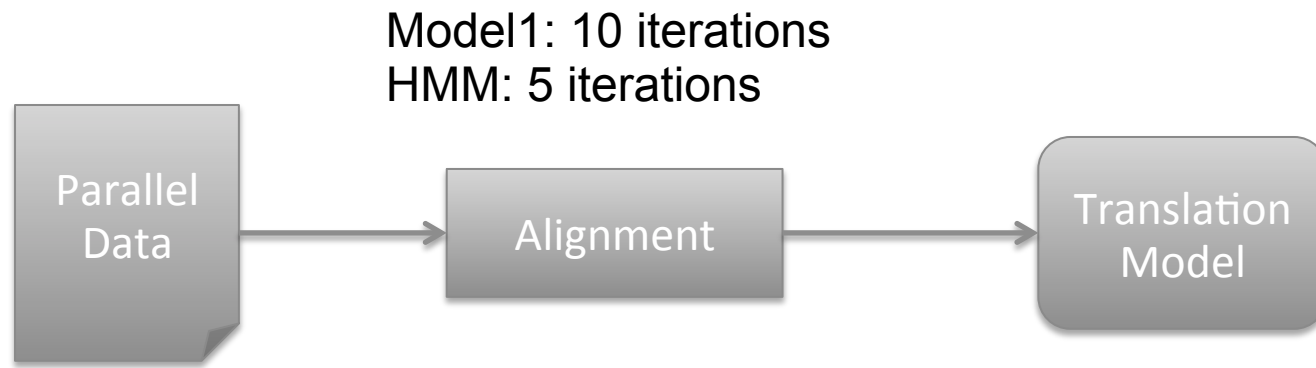 Model1: 10 iterations
HMM: 5 iterations
Parallel
Data
Alignment
Translation
Model